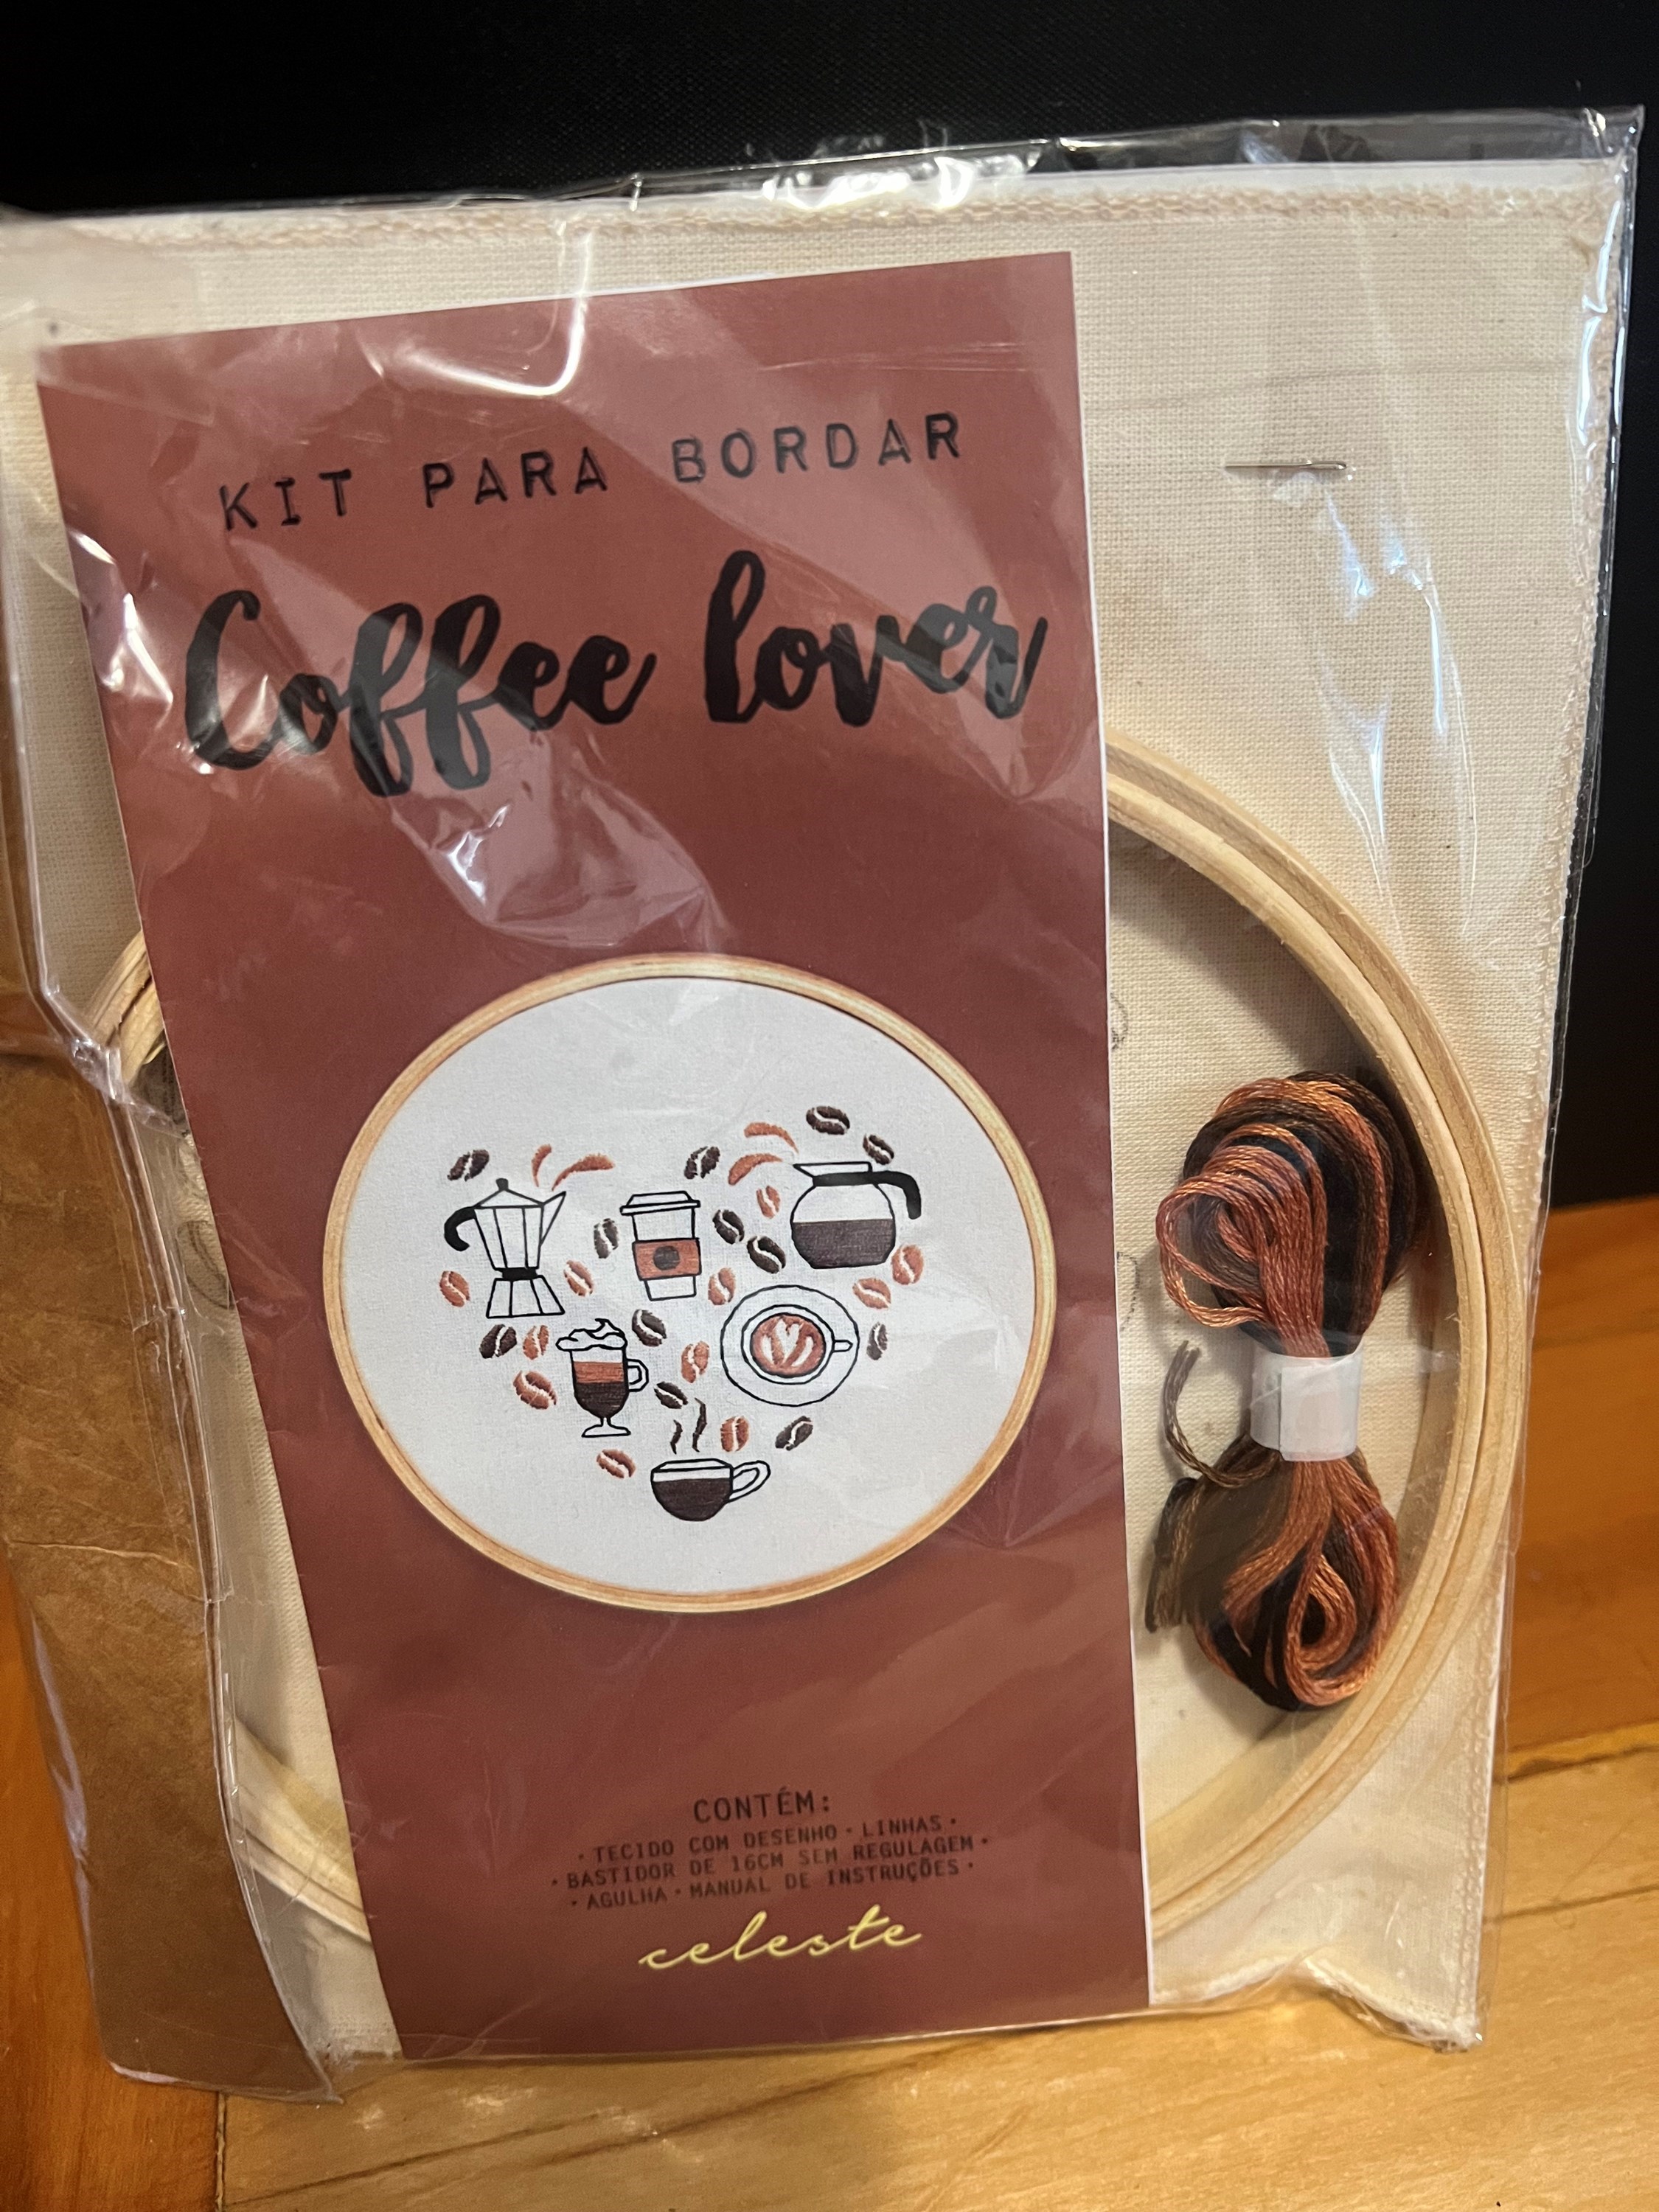 KIT PARA BORDAR
Coffee lover
CONTÉM:
· TECIDO COM DESENHO · LINHAS ·
· BASTIDOR DE 16CM SEM REGULAGEM ·
· AGULHA · MANUAL DE INSTRUÇÕES ·
celeste